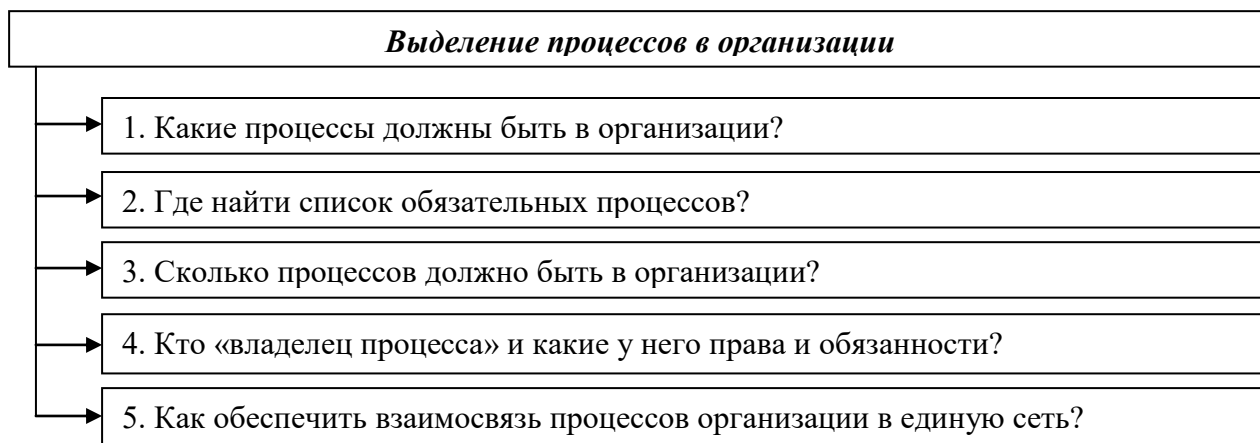 Выделение процессов в организации
1. Какие процессы должны быть в организации?
2. Где найти список обязательных процессов?
3. Сколько процессов должно быть в организации?
4. Кто «владелец процесса» и какие у него права и обязанности?
5. Как обеспечить взаимосвязь процессов организации в единую сеть?